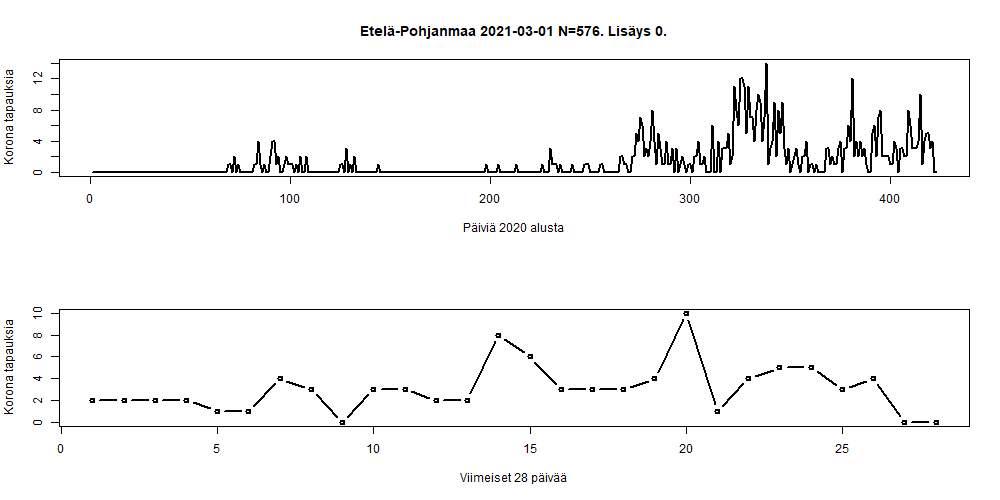 Etelä-Pohjanmaa 2021-03-01 N=576. Lisäys 0.
Korona tapauksia
12
8
4
0
0 100 200 300 400
Päiviä 2020 alusta
Korona tapauksia
10
8
6
4
2
0
0 5 10 15 20 25
Viimeiset 28 päivää